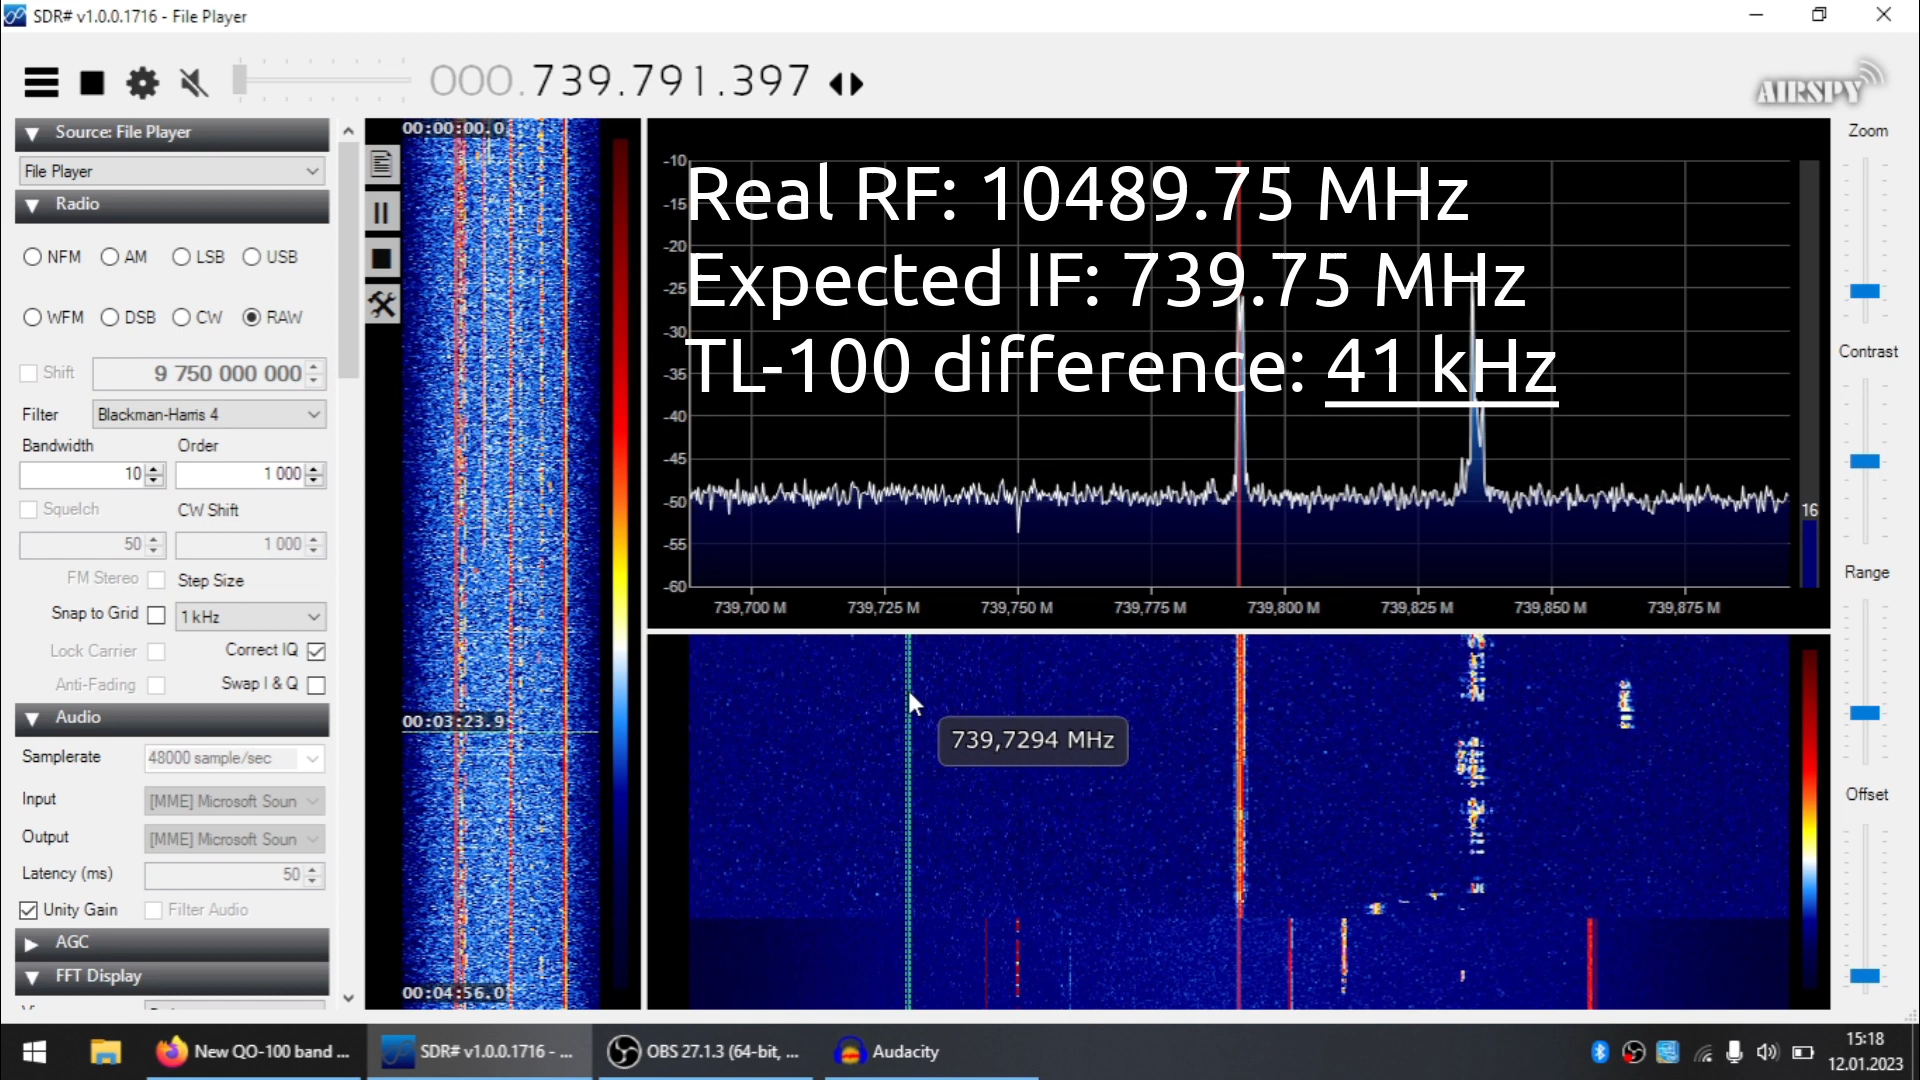 SDR# v1.0.0.1716 - File Player
000.739.791.397
AIRSPY
Source: File Player
File Player
Radio
NFM AM LSB USB
WFM DSB CW RAW
Shift 9 750 000 000
Filter Blackman-Harris 4
Bandwidth Order
10 1 000
Squelch CW Shift
50 1 000
FM Stereo Step Size
Snap to Grid 1 kHz
Lock Carrier Correct IQ
Anti-Fading Swap I & Q
Audio
Samplerate 48000 sample/sec
Input [MME] Microsoft Soun
Output [MME] Microsoft Soun
Latency (ms) 50
Unity Gain Filter Audio
AGC
FFT Display
00:00:00.0
00:03:23.9
00:04:56.0
Real RF: 10489.75 MHz
Expected IF: 739.75 MHz
TL-100 difference: 41 kHz
-10
-15
-20
-25
-30
-35
-40
-45
-50
-55
-60
16
739,700 M 739,725 M 739,750 M 739,775 M 739,800 M 739,825 M 739,850 M 739,875 M
739,7294 MHz
Zoom
Contrast
Range
Offset
New QO-100 band ...
SDR# v1.0.0.1716 - ...
OBS 27.1.3 (64-bit, ...
Audacity
15:18
12.01.2023